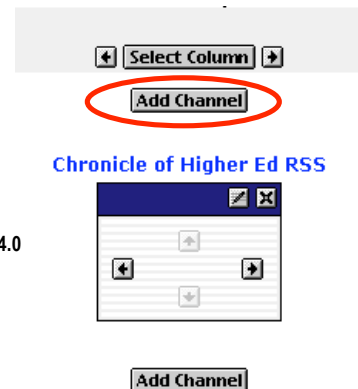 Select Column
Add Channel
Chronicle of Higher Ed RSS
4.0
Add Channel